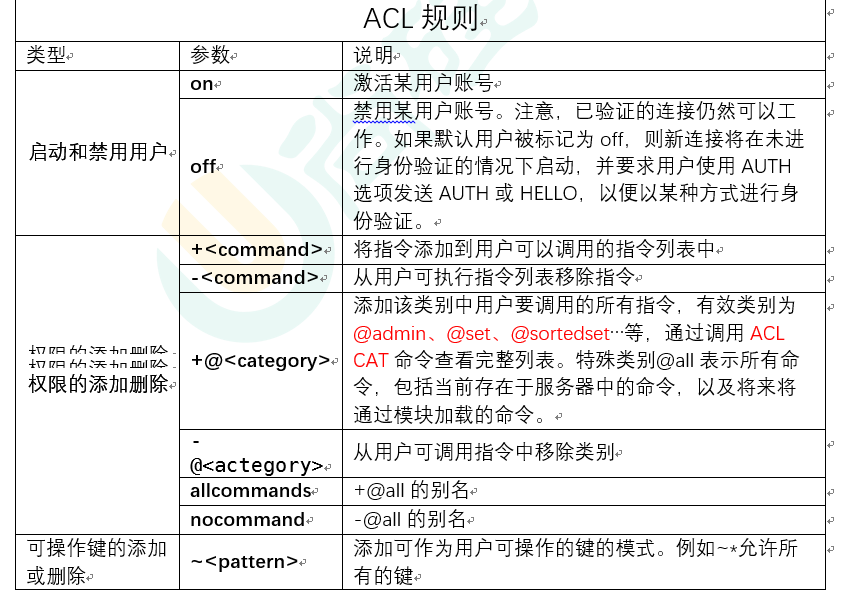 ACL 规则
类型
参数
说明
启动和禁用用户
on
激活某用户账号
off
禁用某用户账号。注意，已验证的连接仍然可以工
作。如果默认用户被标记为 off，则新连接将在未进
行身份验证的情况下启动，并要求用户使用 AUTH
选项发送 AUTH 或 HELLO，以便以某种方式进行身
份验证。
权限的添加删除
权限的添加删除
权限的添加删除
+<command>
将指令添加到用户可以调用的指令列表中
-<command>
从用户可执行指令列表移除指令
+@<category>
添加该类别中用户要调用的所有指令，有效类别为
@admin、@set、@sortedset…等，通过调用 ACL
CAT 命令查看完整列表。特殊类别@all 表示所有命
令，包括当前存在于服务器中的命令，以及将来将
通过模块加载的命令。
-
@<actegory>
从用户可调用指令中移除类别
allcommands
+@all 的别名
nocommand
-@all 的别名
可操作键的添加
或删除
~<pattern>
添加可作为用户可操作的键的模式。例如~*允许所
有的键